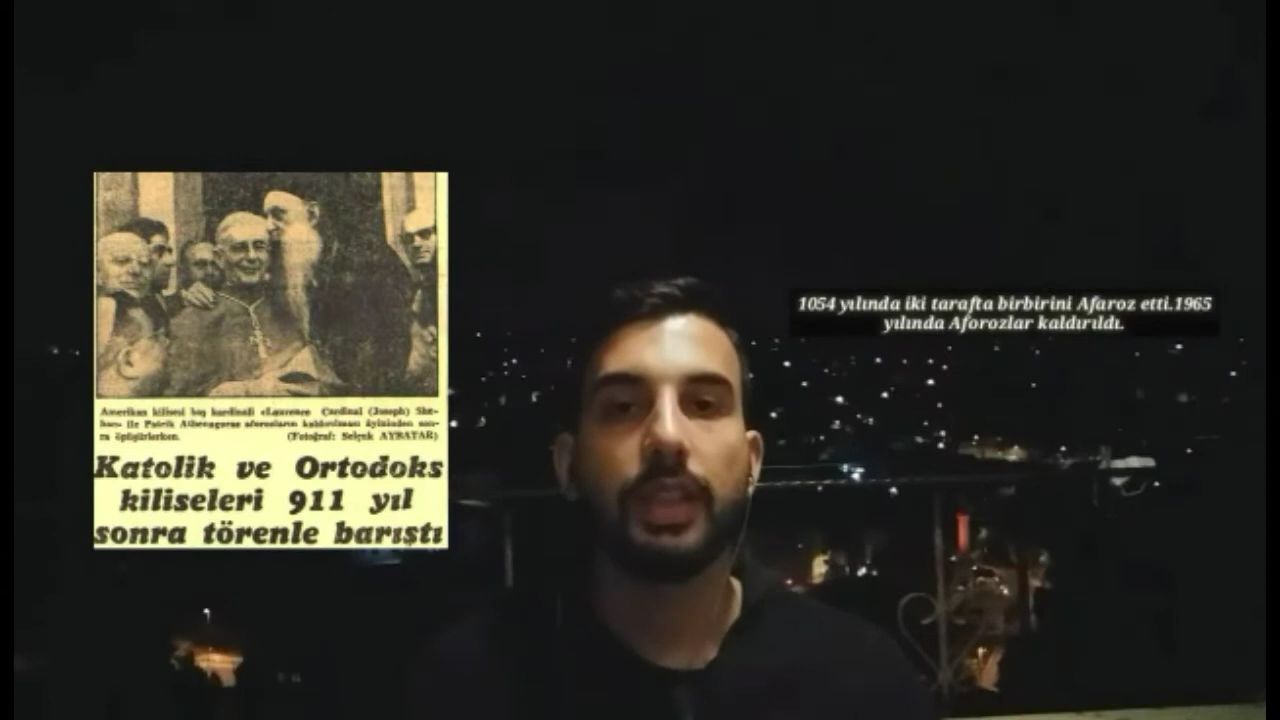 Amerikan kilisesi baş kardinali «Laurence Cardinal (Joseph) She-
han» ile Patrik Athenagoras aforozların kaldırılması âyininden son-
ra öpüşürlerken. (Fotoğraf: Selçuk AYBATAR)
Katolik ve Ortodoks
kiliseleri 911 yıl
sonra törenle barıştı
1054 yılında iki tarafta birbirini Afaroz etti.1965
yılında Aforozlar kaldırıldı.